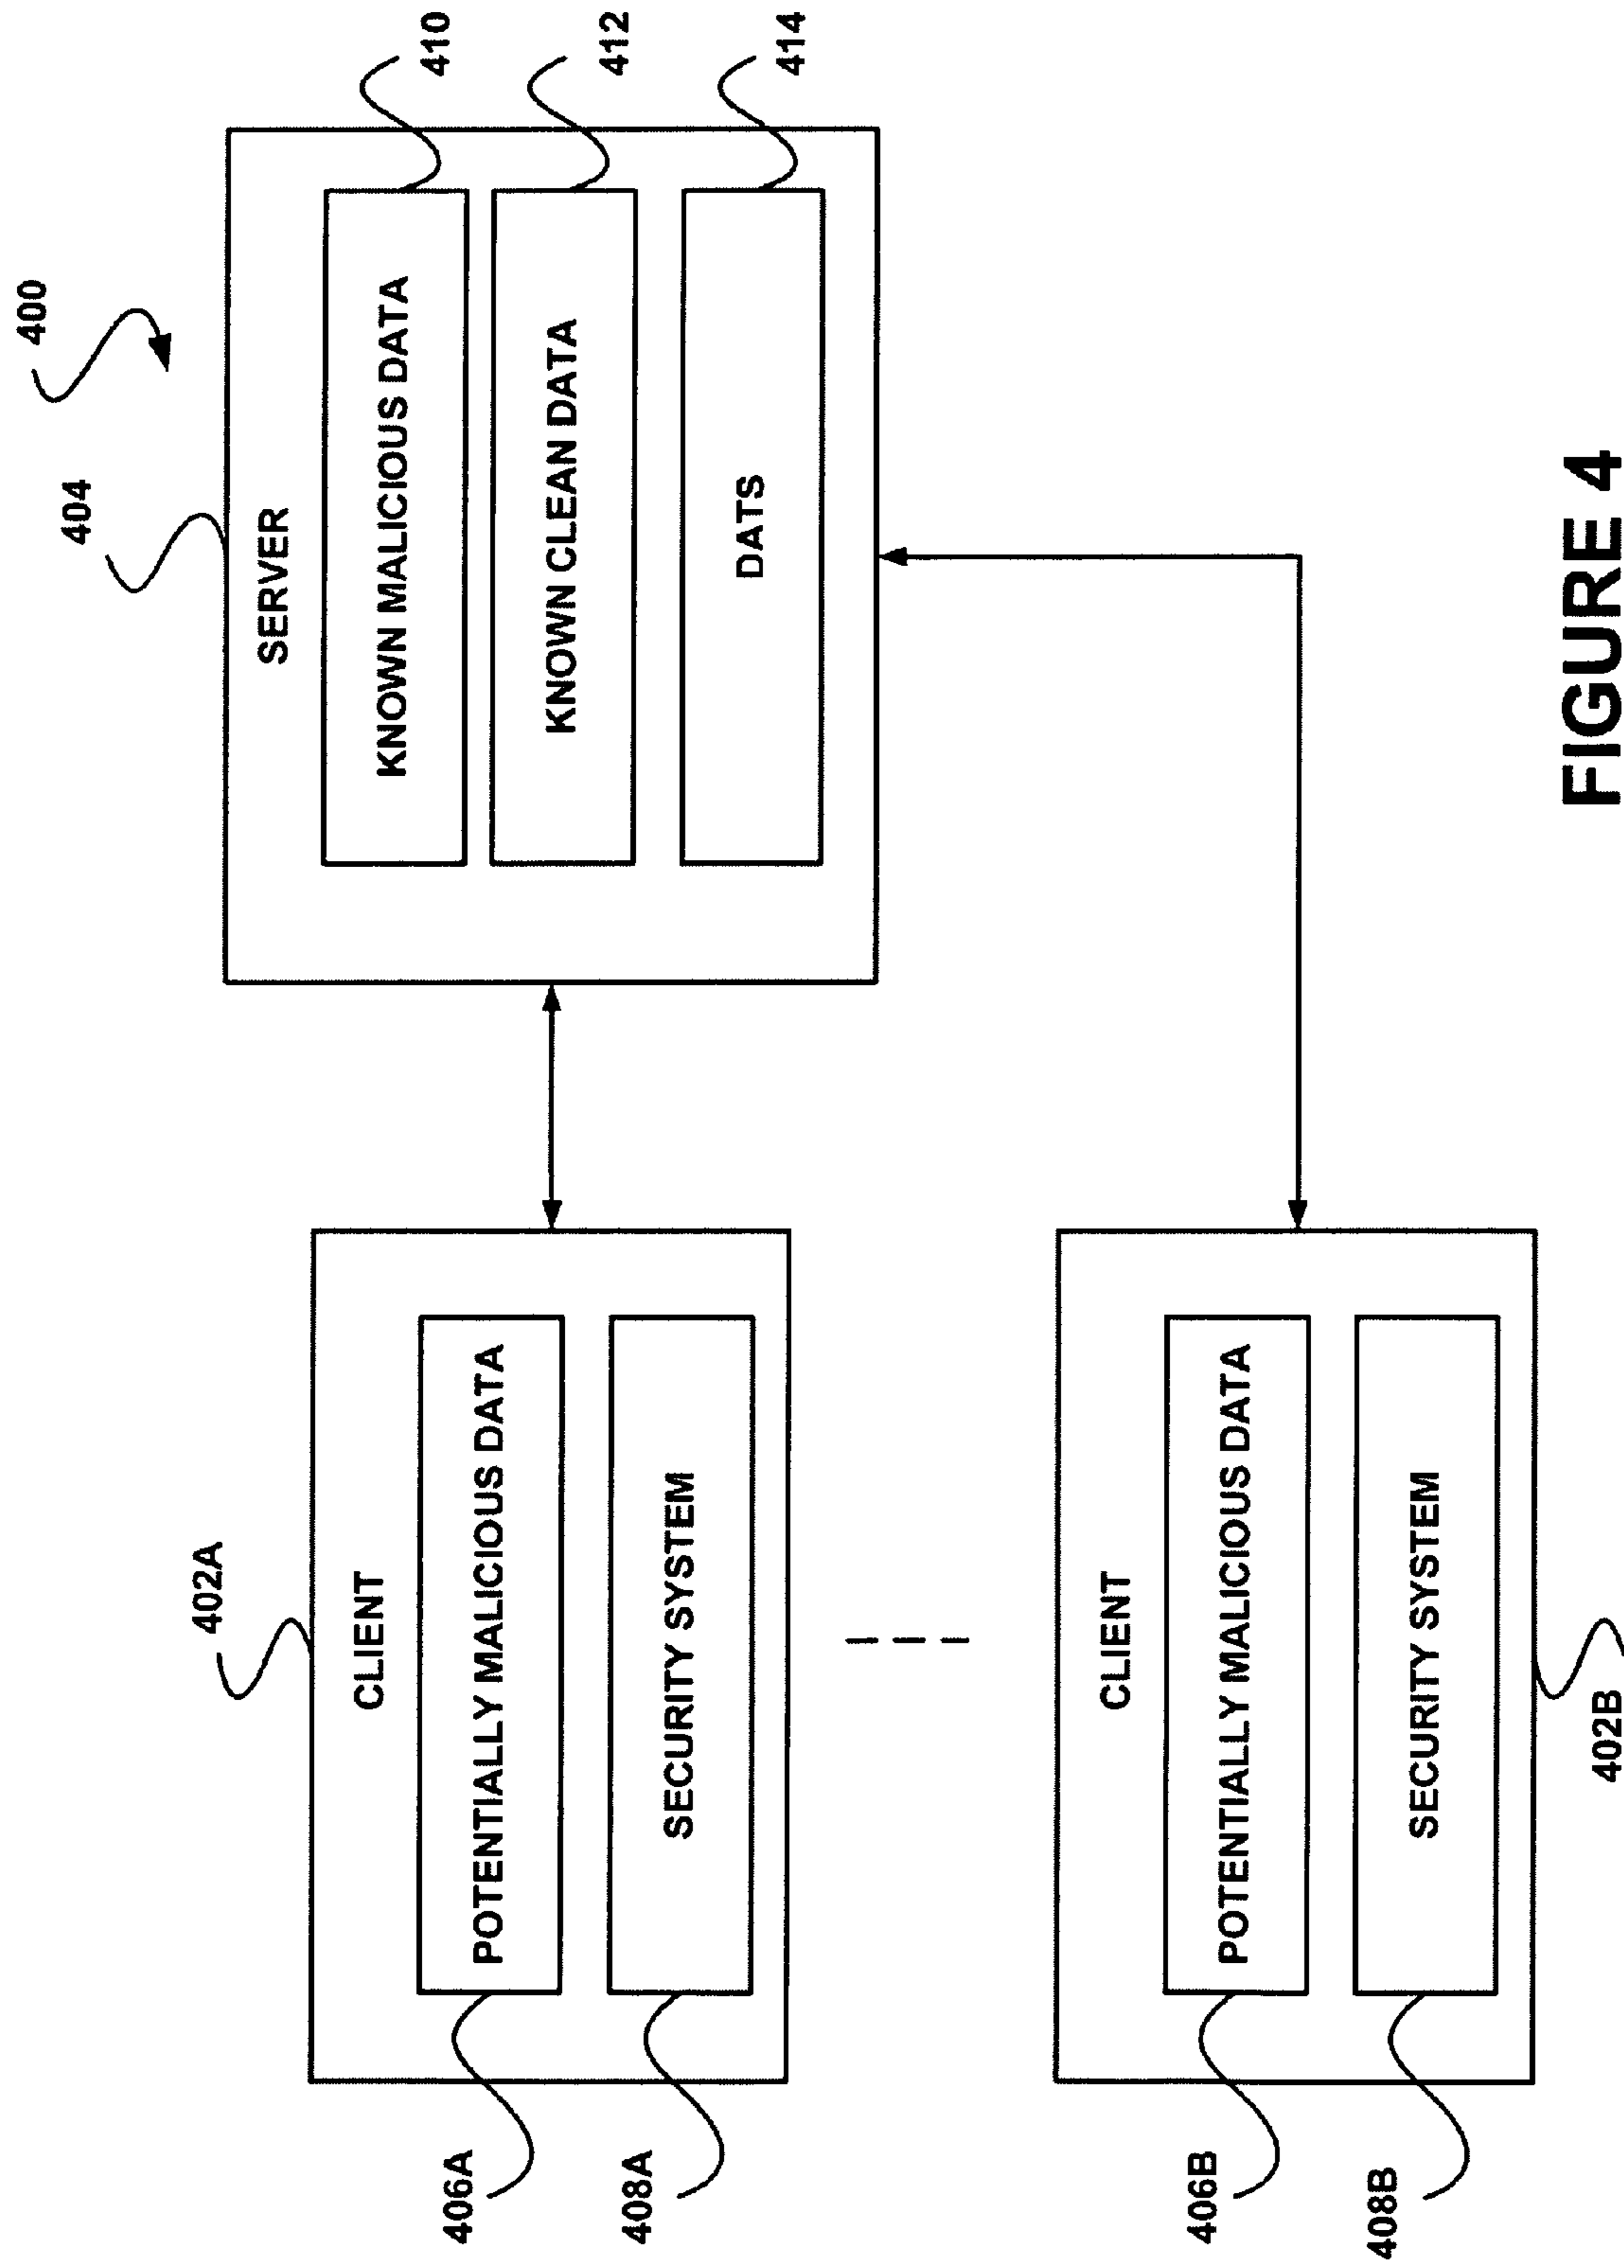 400
404
SERVER
KNOWN MALICIOUS DATA
410
KNOWN CLEAN DATA
412
DATS
414
402A
CLIENT
POTENTIALLY MALICIOUS DATA
406A
SECURITY SYSTEM
408A
CLIENT
POTENTIALLY MALICIOUS DATA
406B
SECURITY SYSTEM
408B
402B
FIGURE 4